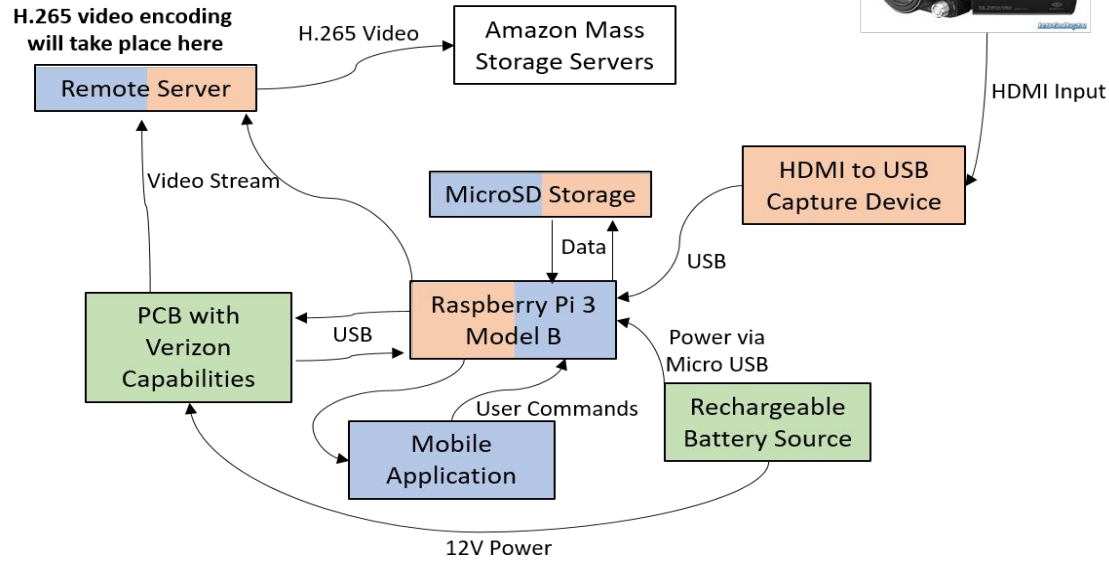 H.265 video encoding
will take place here
H.265 Video
Amazon Mass
Storage Servers
Remote Server
HDMI Input
HDMI to USB
Capture Device
Video Stream
MicroSD Storage
Data
USB
Raspberry Pi 3
Model B
PCB with
Verizon
Capabilities
USB
Power via
Micro USB
User Commands
Rechargeable
Battery Source
Mobile
Application
12V Power